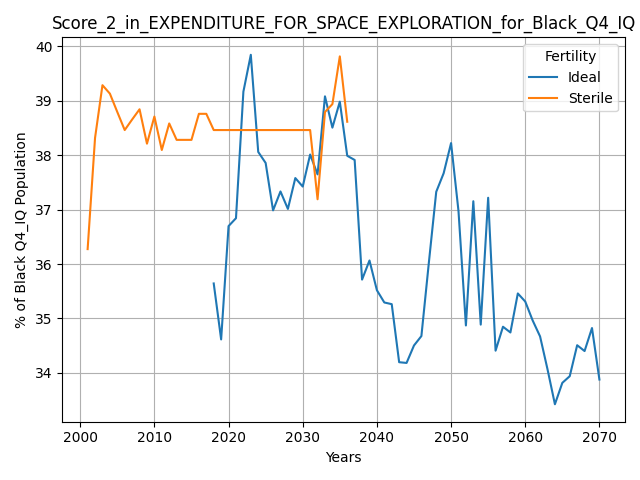 Score_2_in_EXPENDITURE_FOR_SPACE_EXPLORATION_for_Black_Q4_IQ
Fertility
Ideal
Sterile
% of Black Q4_IQ Population
40
39
38
37
36
35
34
2000 2010 2020 2030 2040 2050 2060 2070
Years